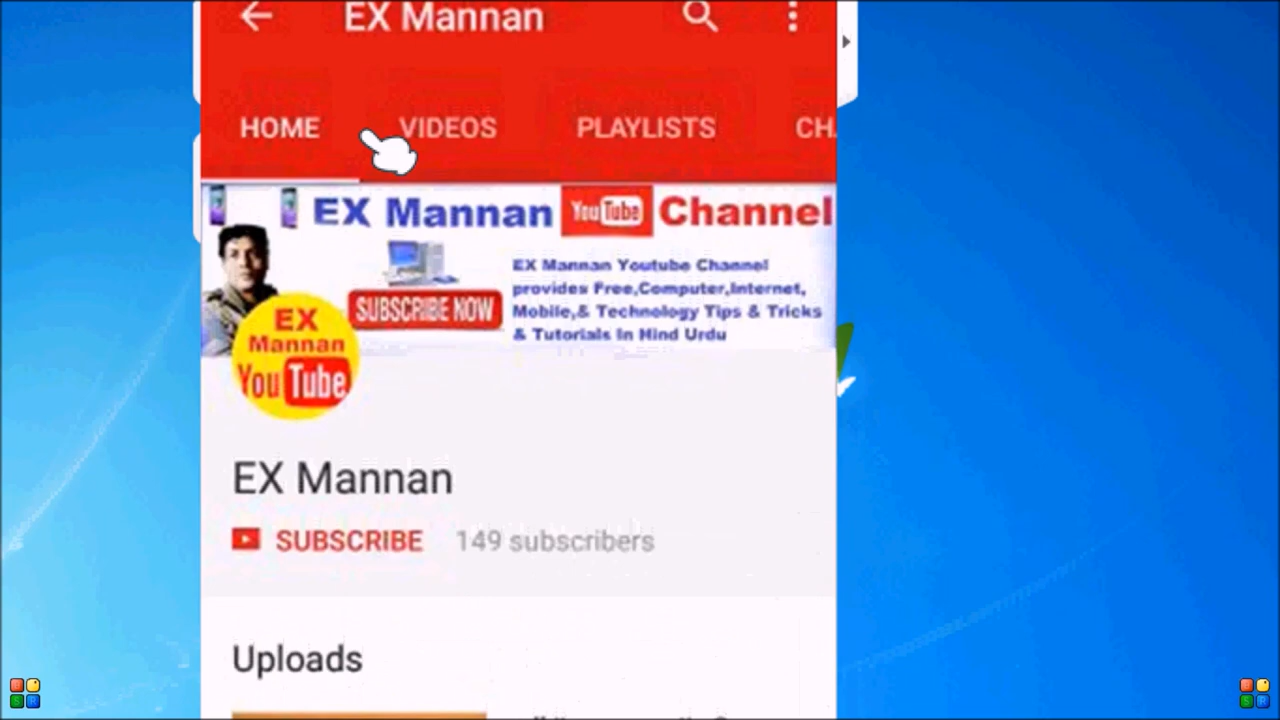 EX Mannan
HOME VIDEOS PLAYLISTS CH
EX Mannan YouTube Channel
EX Mannan Youtube Channel
provides Free,Computer,Internet,
Mobile,& Technology Tips & Tricks
& Tutorials In Hind Urdu
SUBSCRIBE NOW
EX
Mannan
YouTube
EX Mannan
SUBSCRIBE 149 subscribers
Uploads